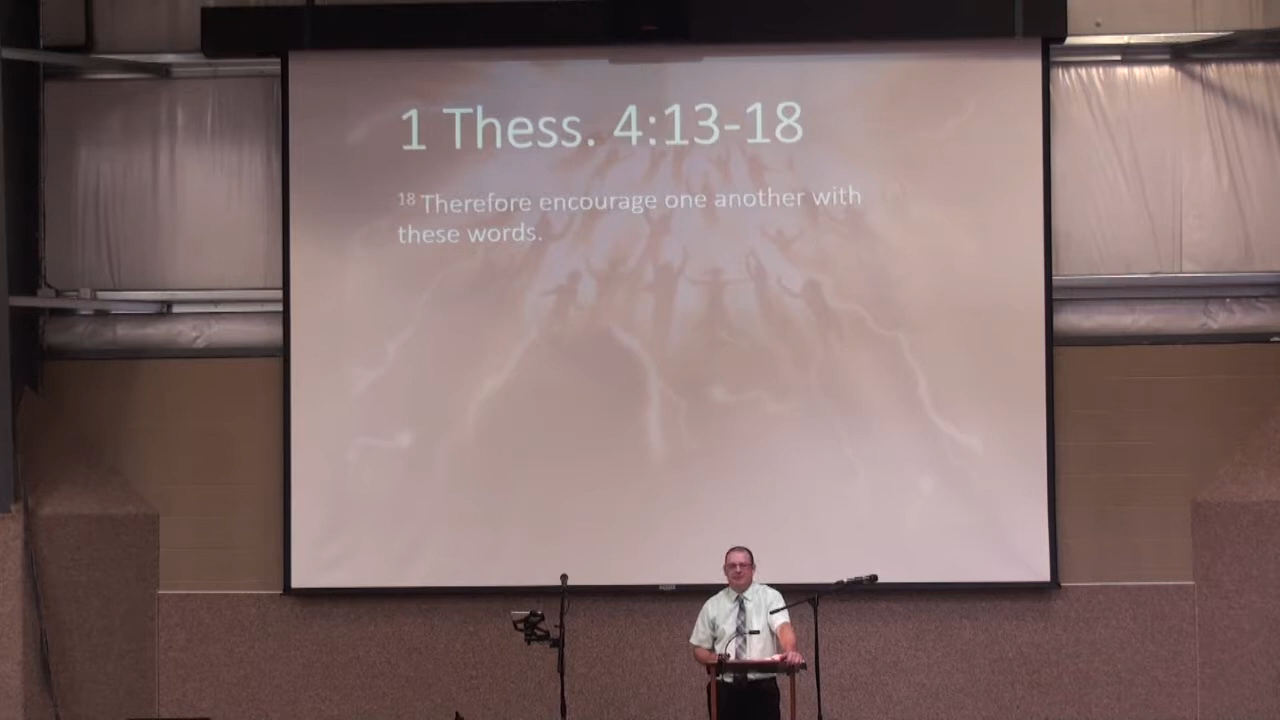 1 Thess. 4:13-18
18 Therefore encourage one another with
these words.